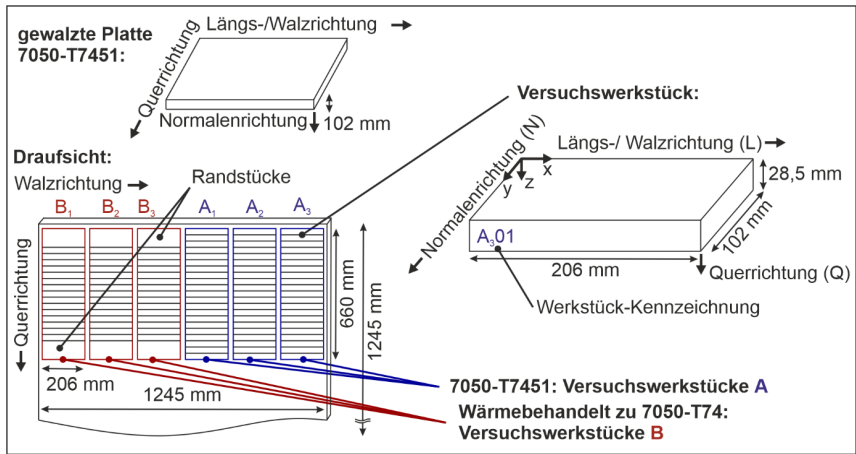 gewalzte Platte
7050-T7451:
Längs-/Walzrichtung
Querrichtung
Normalenrichtung
102 mm
Draufsicht:
Walzrichtung
Randstücke
B1 B2 B3 A1 A2 A3
Querrichtung
660 mm
1245 mm
206 mm
1245 mm
Versuchswerkstück:
Normalenrichtung (N)
Längs-/ Walzrichtung (L)
x
y
z
28,5 mm
A301
102 mm
206 mm
Querrichtung (Q)
Werkstück-Kennzeichnung
7050-T7451: Versuchswerkstücke A
Wärmebehandelt zu 7050-T74:
Versuchswerkstücke B